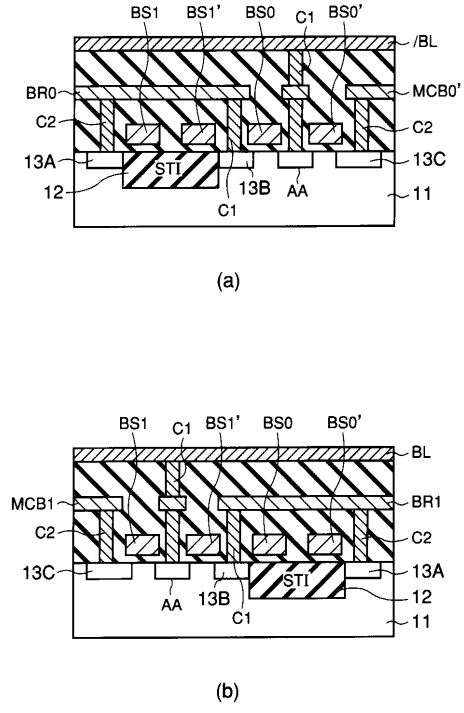 BS1 BS1' BS0 C1 BS0'
/BL
BR0 MCB0'
C2 C2
13A STI 13B 13C
12 C1 AA 11
(a)
BS1 C1 BS1' BS0 BS0'
BL
MCB1 BR1
C2 C2
13C STI 13A
AA 13B C1 12
11
(b)